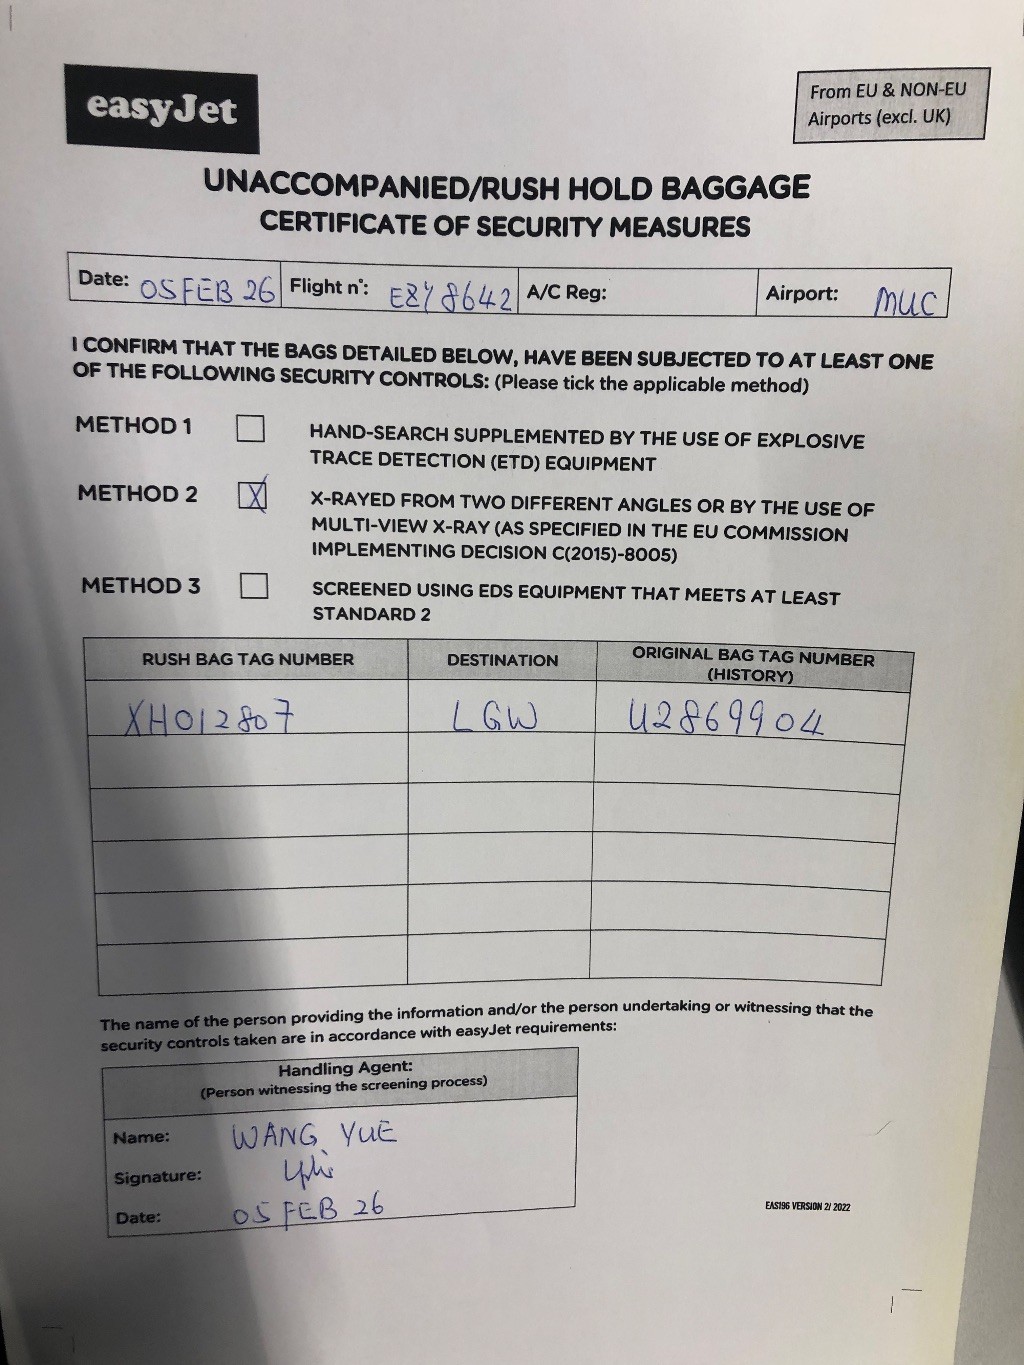 easyJet
From EU & NON-EU
Airports (excl. UK)
UNACCOMPANIED/RUSH HOLD BAGGAGE
CERTIFICATE OF SECURITY MEASURES
Date: 05 FEB 26 Flight n°: EZY 8642 A/C Reg: Airport: MUC
I CONFIRM THAT THE BAGS DETAILED BELOW, HAVE BEEN SUBJECTED TO AT LEAST ONE
OF THE FOLLOWING SECURITY CONTROLS: (Please tick the applicable method)
METHOD 1 HAND-SEARCH SUPPLEMENTED BY THE USE OF EXPLOSIVE
TRACE DETECTION (ETD) EQUIPMENT
METHOD 2 X X-RAYED FROM TWO DIFFERENT ANGLES OR BY THE USE OF
MULTI-VIEW X-RAY (AS SPECIFIED IN THE EU COMMISSION
IMPLEMENTING DECISION C(2015)-8005)
METHOD 3 SCREENED USING EDS EQUIPMENT THAT MEETS AT LEAST
STANDARD 2
RUSH BAG TAG NUMBER DESTINATION ORIGINAL BAG TAG NUMBER
(HISTORY)
XH012807 LGW U2869904
The name of the person providing the information and/or the person undertaking or witnessing that the
security controls taken are in accordance with easyJet requirements:
Handling Agent:
(Person witnessing the screening process)
Name: WANG YUE
Signature:
Date: 05 FEB 26
EAS196 VERSION 2/ 2022